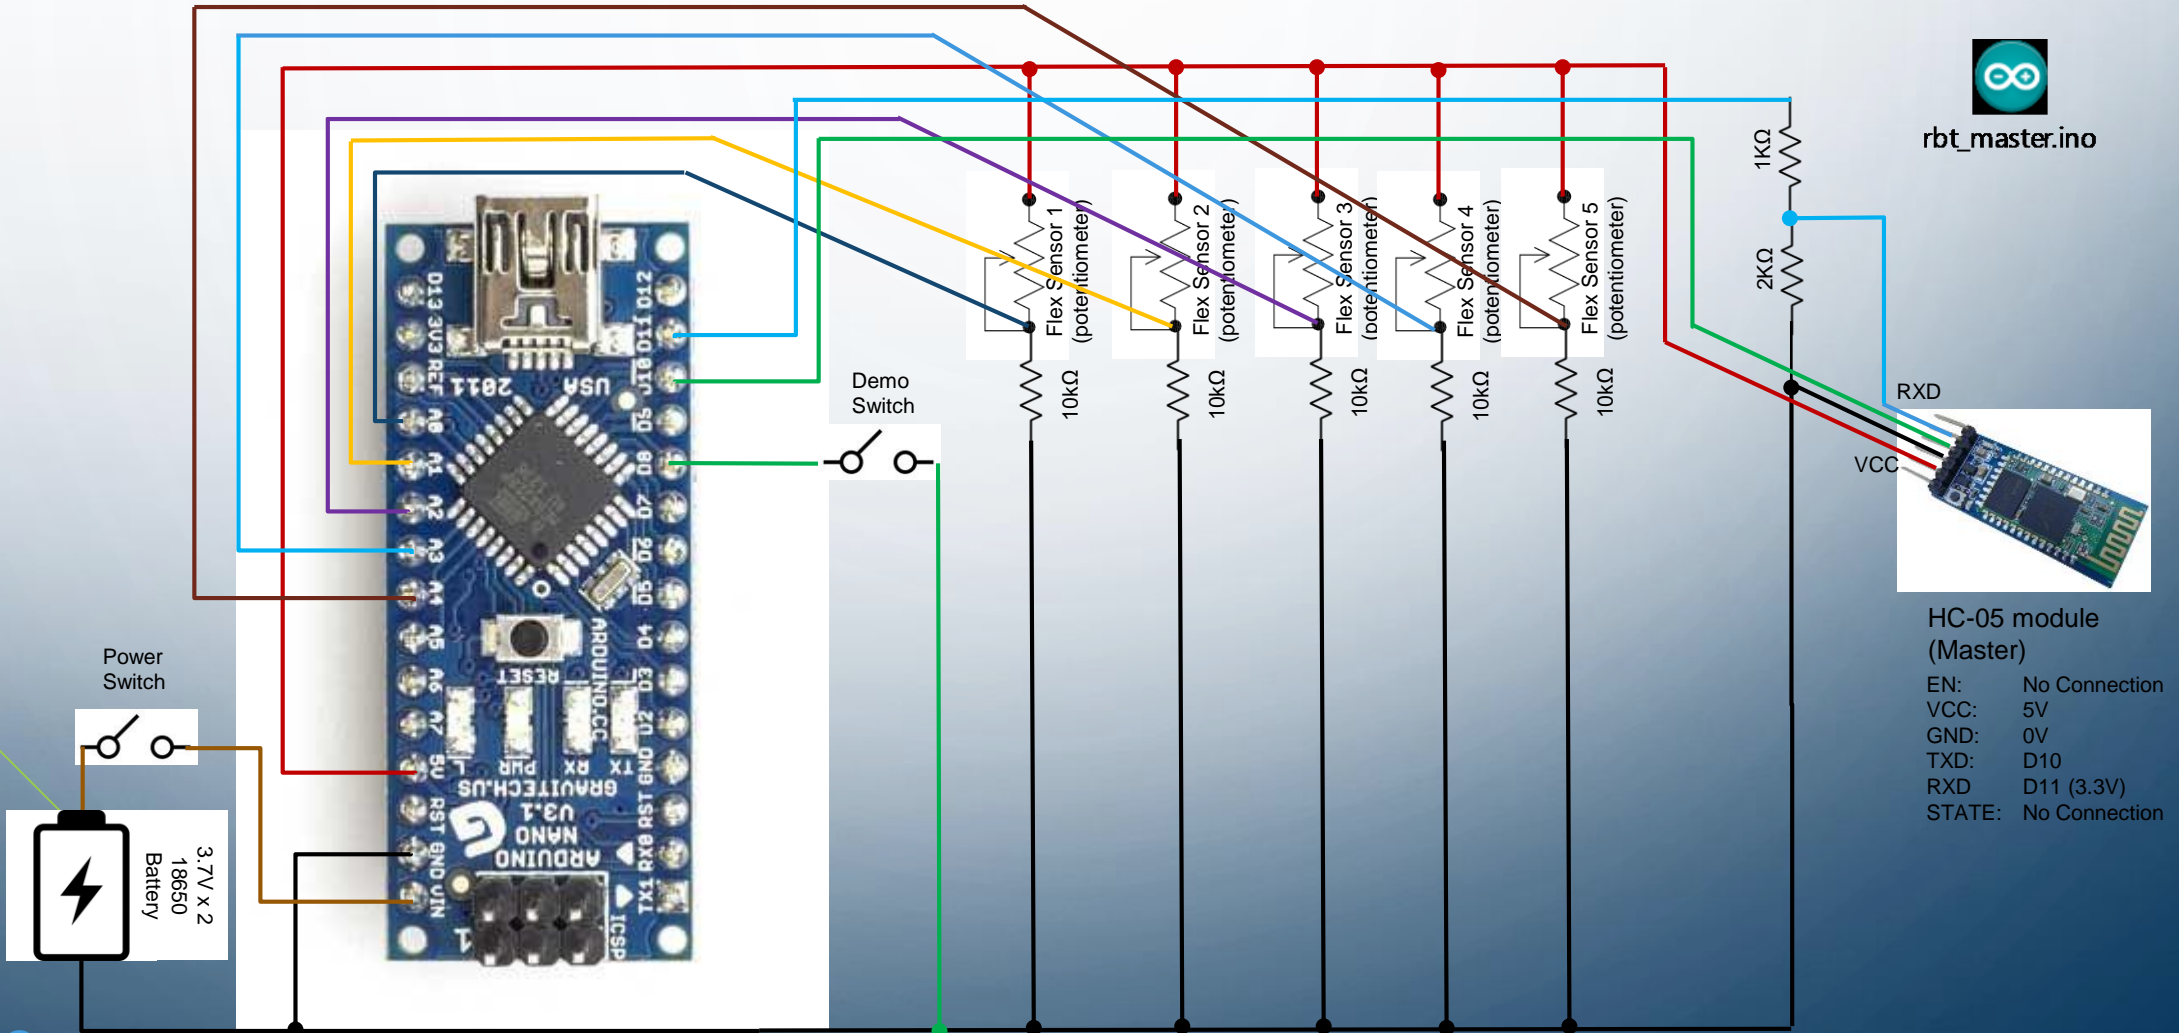 rbt_master.ino
1KΩ
2KΩ
Flex Sensor 1
(potentiometer)
Flex Sensor 2
(potentiometer)
Flex Sensor 3
(potentiometer)
Flex Sensor 4
(potentiometer)
Flex Sensor 5
(potentiometer)
10kΩ
10kΩ
10kΩ
10kΩ
10kΩ
Demo
Switch
RXD
VCC
HC-05 module
(Master)
EN: No Connection
VCC: 5V
GND: 0V
TXD: D10
RXD D11 (3.3V)
STATE: No Connection
Power
Switch
3.7V x 2
18650
Battery
D13
3V3
REF
A0
A1
A2
A3
A4
A5
A6
A7
5V
RST
GND
VIN
D12
D11
D10
D8
D7
D6
D5
D4
D3
D2
GND
RST
RX0
TX1
USA
2011
RESET
ARDUINO.CC
TX
RX
PWR
L
GRAVITECH.US
ARDUINO
NANO
V3.1
ICSP
1